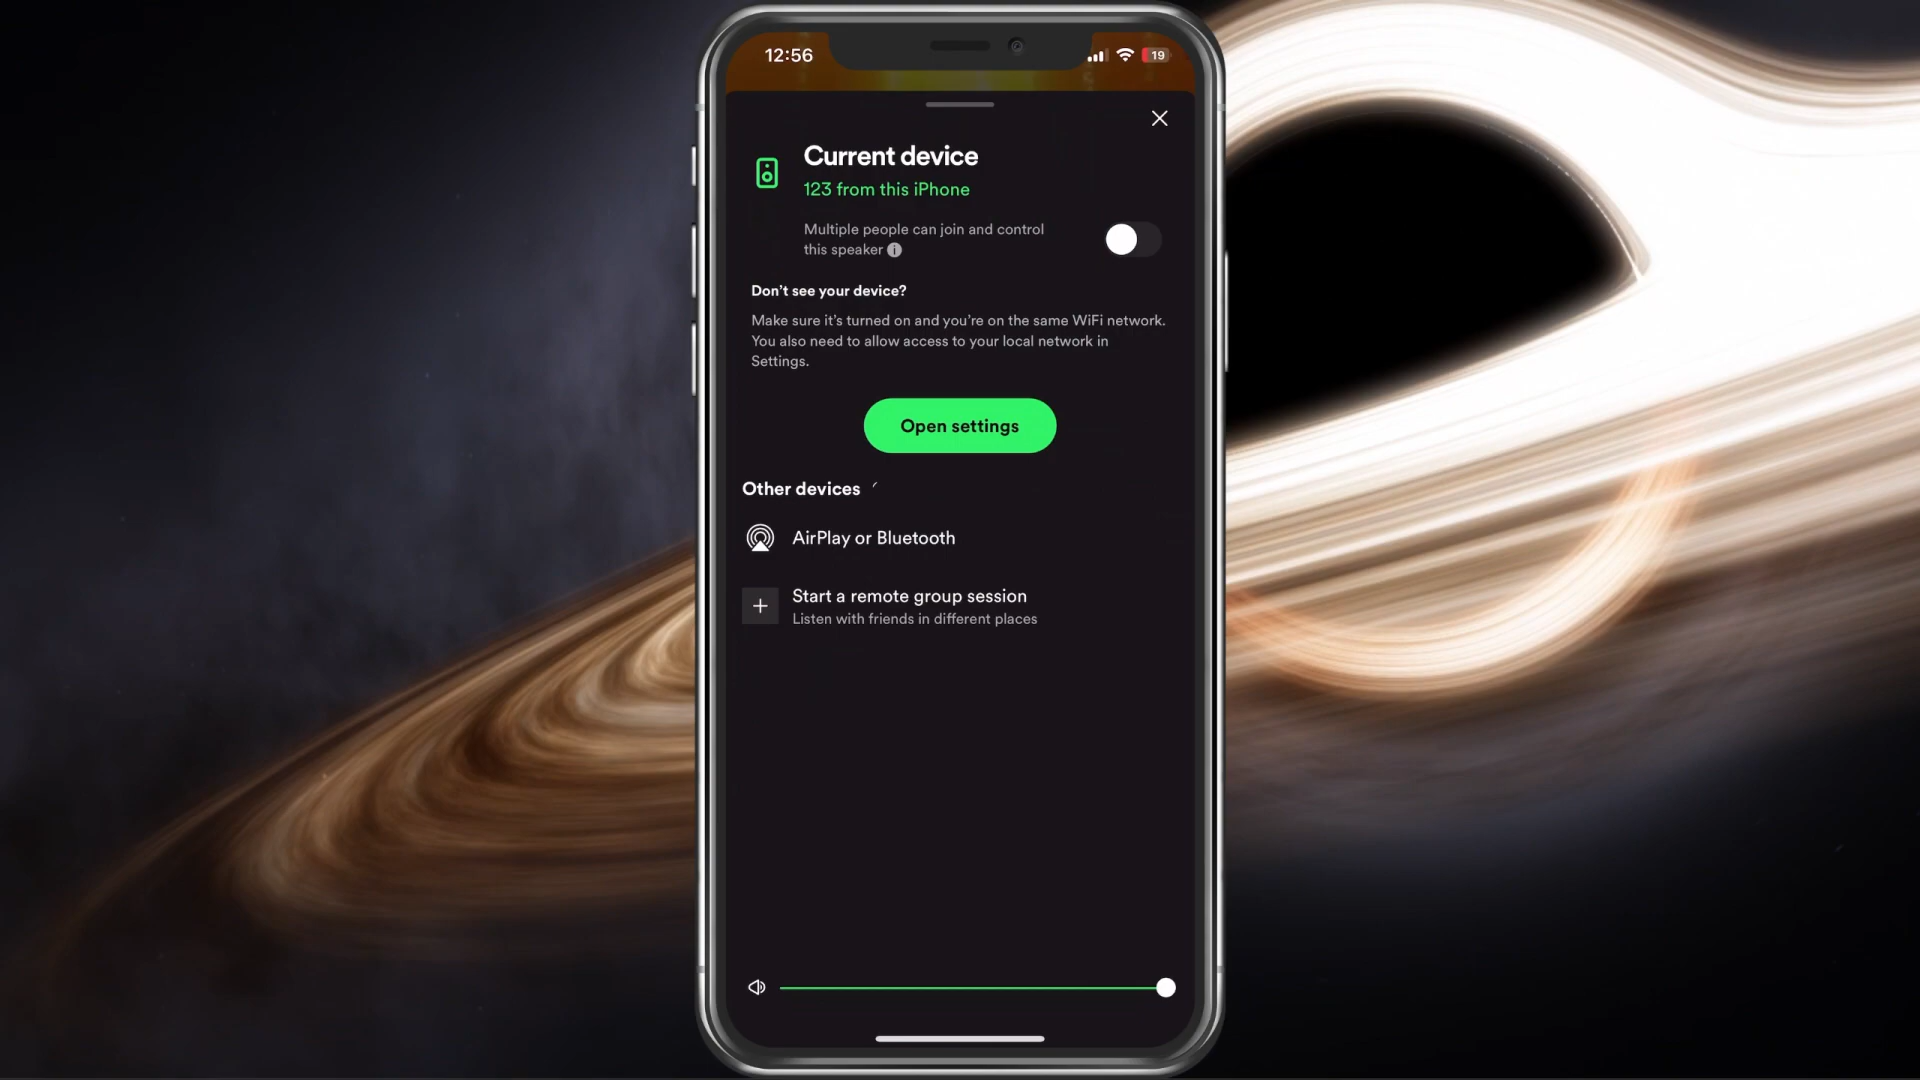 12:56
19
Current device
123 from this iPhone
Multiple people can join and control
this speaker
Don't see your device?
Make sure it's turned on and you're on the same WiFi network.
You also need to allow access to your local network in
Settings.
Open settings
Other devices
AirPlay or Bluetooth
Start a remote group session
Listen with friends in different places